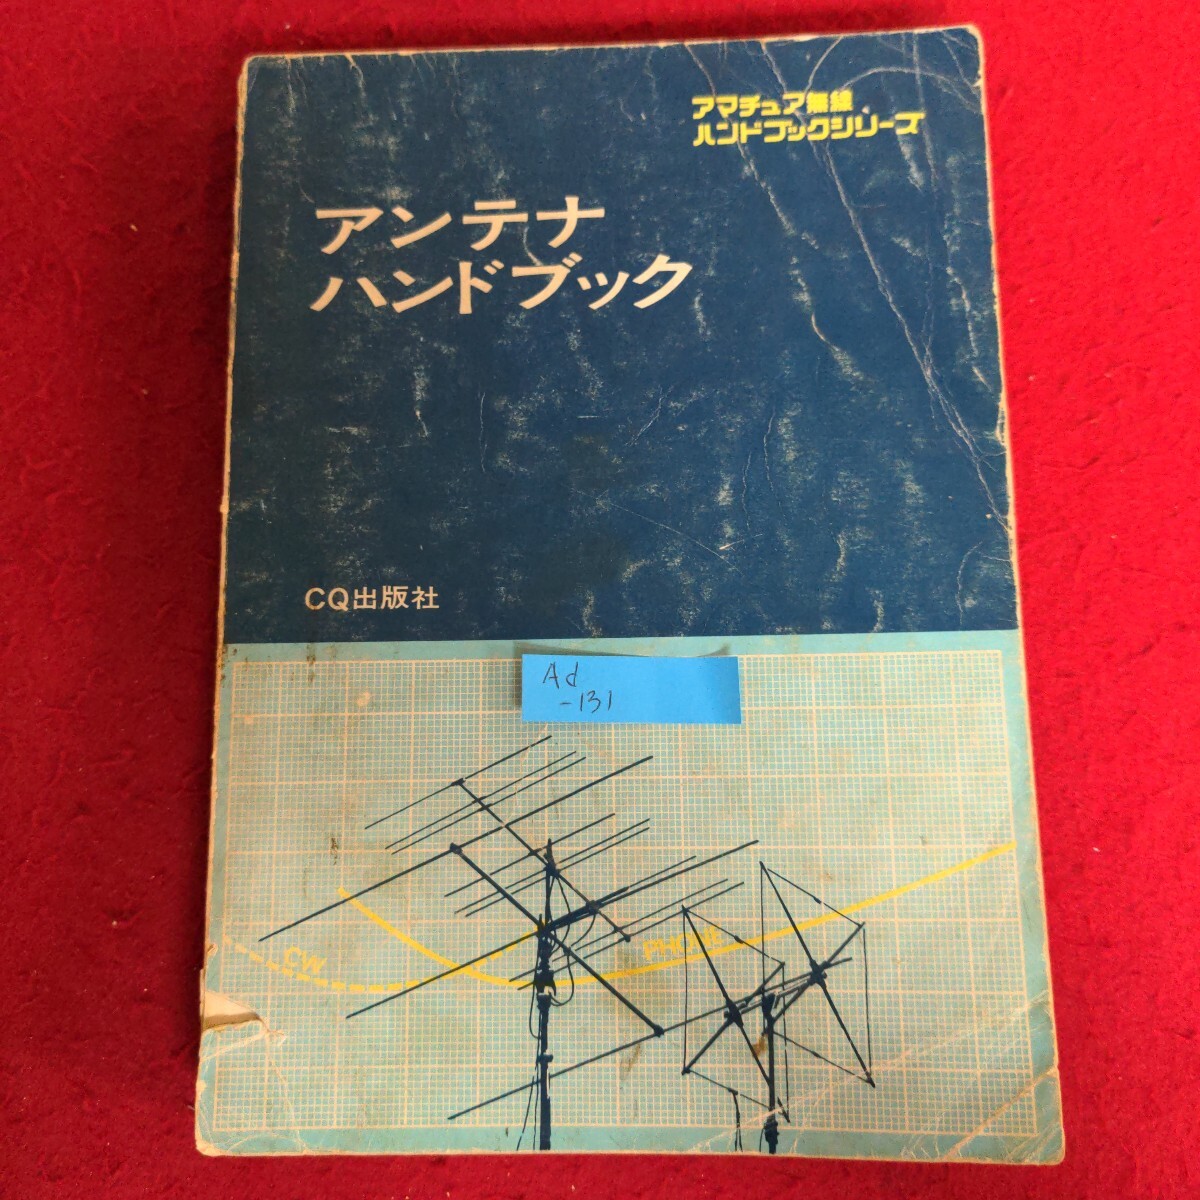 アマチュア無線
ハンドブックシリーズ
アンテナ
ハンドブック
CQ出版社
Ad
-131
CW
PHONE